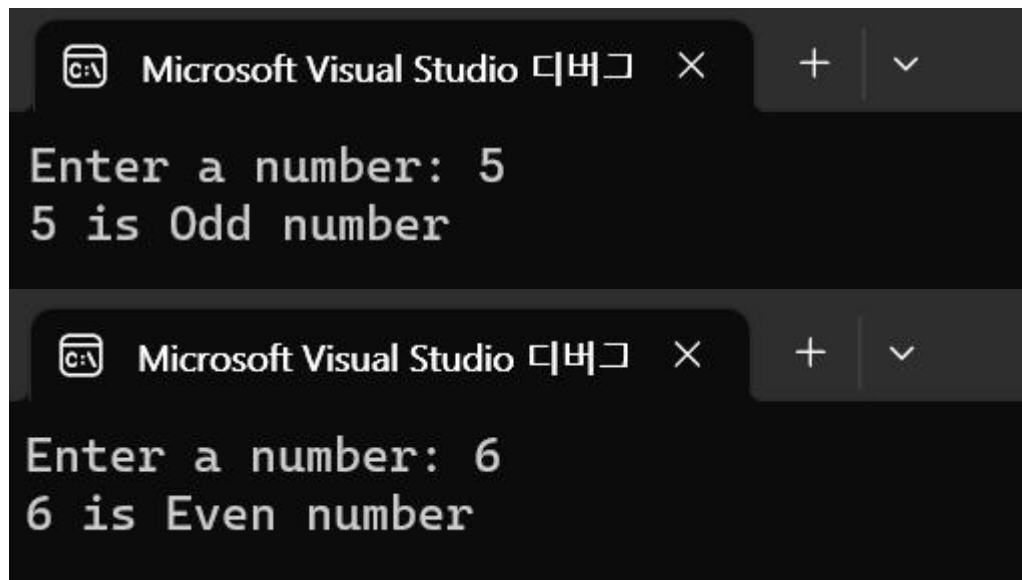 Microsoft Visual Studio 디버그
Enter a number: 5
5 is Odd number
Microsoft Visual Studio 디버그
Enter a number: 6
6 is Even number